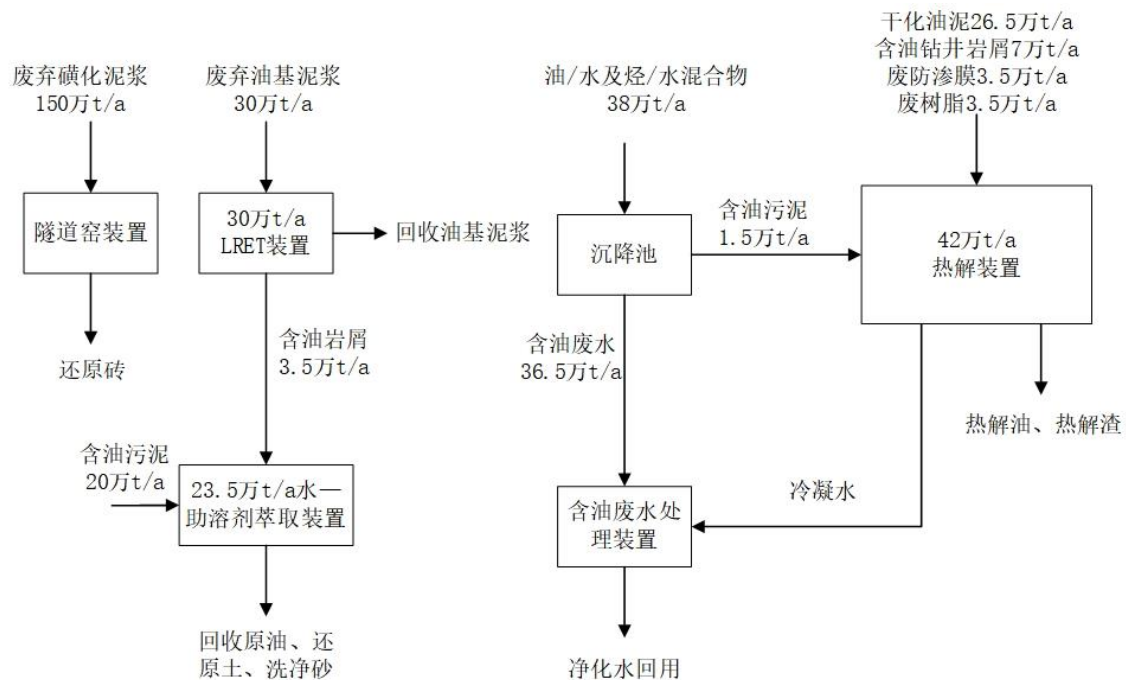 废弃磺化泥浆
150万t/a
隧道窑装置
还原砖
废弃油基泥浆
30万t/a
30万t/a
LRET装置
回收油基泥浆
含油岩屑
3.5万t/a
含油污泥
20万t/a
23.5万t/a水—
助溶剂萃取装置
回收原油、还
原土、洗净砂
油/水及烃/水混合物
38万t/a
沉降池
含油污泥
1.5万t/a
含油废水
36.5万t/a
含油废水处
理装置
净化水回用
干化油泥26.5万t/a
含油钻井岩屑7万t/a
废防渗膜3.5万t/a
废树脂3.5万t/a
42万t/a
热解装置
热解油、热解渣
冷凝水